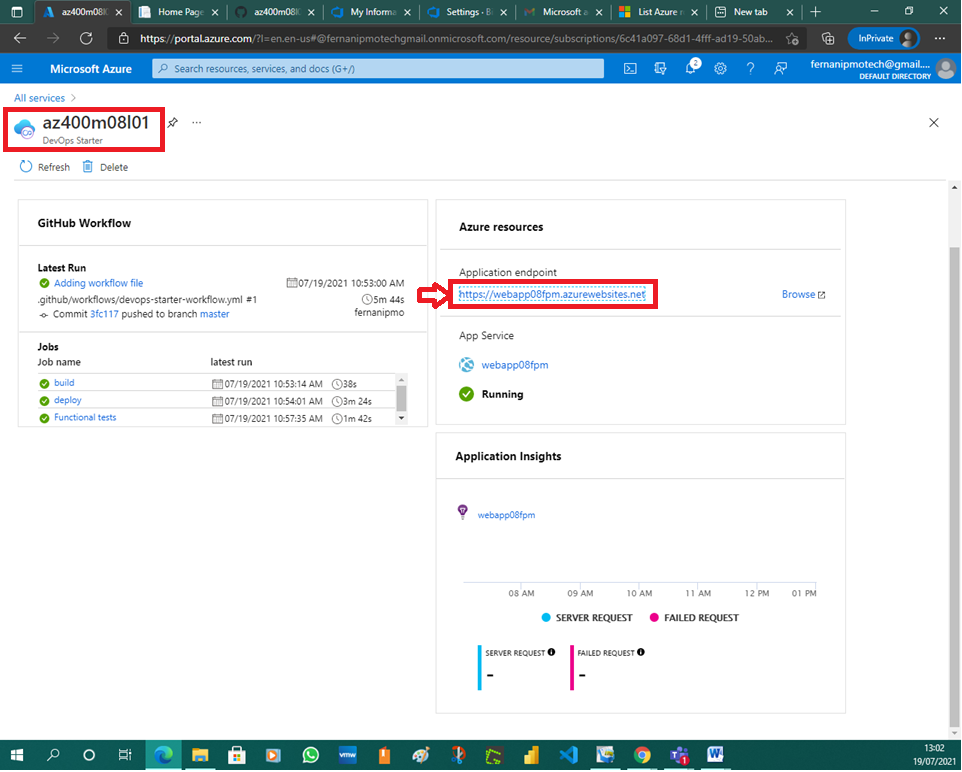 az400m08l
Home Page
az400m08l
My Informa
Settings - Bi
Microsoft a
List Azure n
New tab
https://portal.azure.com/?l=en.en-us#@fernanipmotechgmail.onmicrosoft.com/resource/subscriptions/6c41a097-68d1-4fff-ad19-50ab...
InPrivate
Microsoft Azure
Search resources, services, and docs (G+/)
2
fernanipmotech@gmail....
DEFAULT DIRECTORY
All services >
az400m08l01
...
DevOps Starter
Refresh
Delete
GitHub Workflow
Latest Run
Adding workflow file
07/19/2021 10:53:00 AM
.github/workflows/devops-starter-workflow.yml #1
5m 44s
Commit 3fc117 pushed to branch master
fernanipmo
Jobs
Job name
latest run
build
07/19/2021 10:53:14 AM
38s
deploy
07/19/2021 10:54:01 AM
3m 24s
Functional tests
07/19/2021 10:57:35 AM
1m 42s
Azure resources
Application endpoint
https://webapp08fpm.azurewebsites.net
Browse
App Service
webapp08fpm
Running
Application Insights
webapp08fpm
08 AM
09 AM
10 AM
11 AM
12 PM
01 PM
SERVER REQUEST
FAILED REQUEST
SERVER REQUEST
FAILED REQUEST
-
-
vmw
1
13:02
19/07/2021